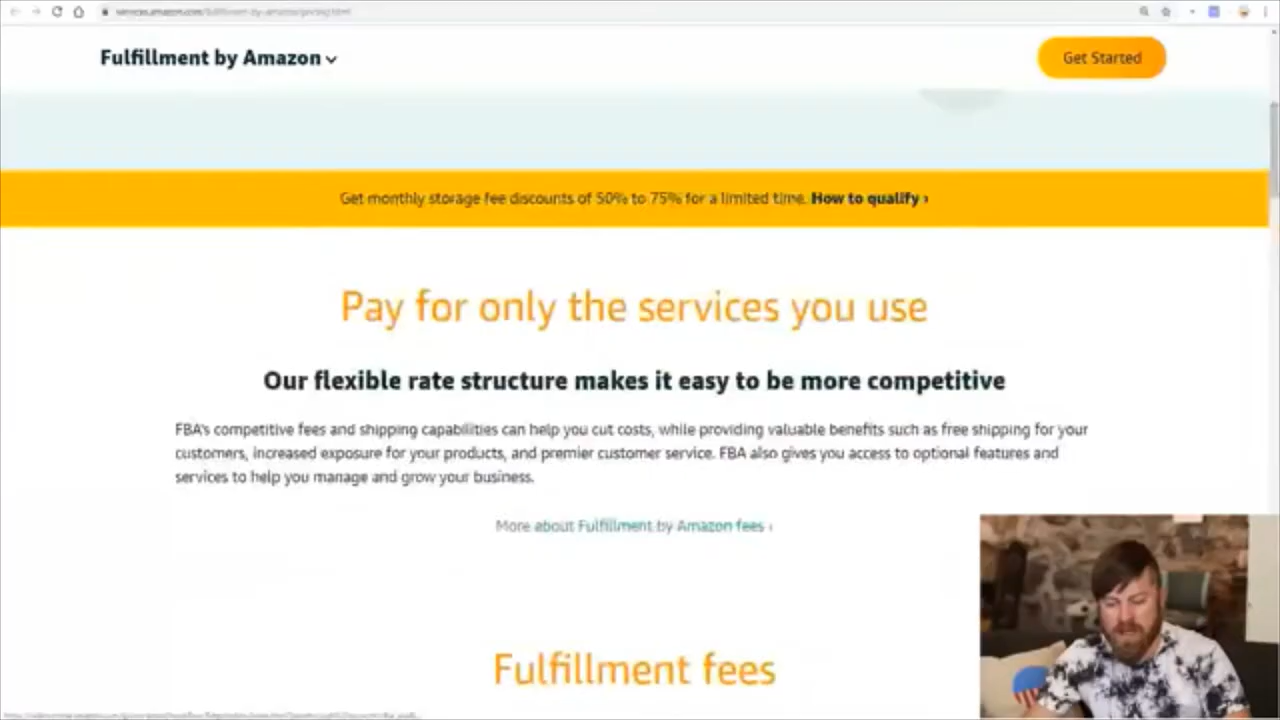 Fulfillment by Amazon
Get Started
Get monthly storage fee discounts of 50% to 75% for a limited time. How to qualify ›
Pay for only the services you use
Our flexible rate structure makes it easy to be more competitive
FBA's competitive fees and shipping capabilities can help you cut costs, while providing valuable benefits such as free shipping for your
customers, increased exposure for your products, and premier customer service. FBA also gives you access to optional features and
services to help you manage and grow your business.
More about Fulfillment by Amazon fees ›
Fulfillment fees